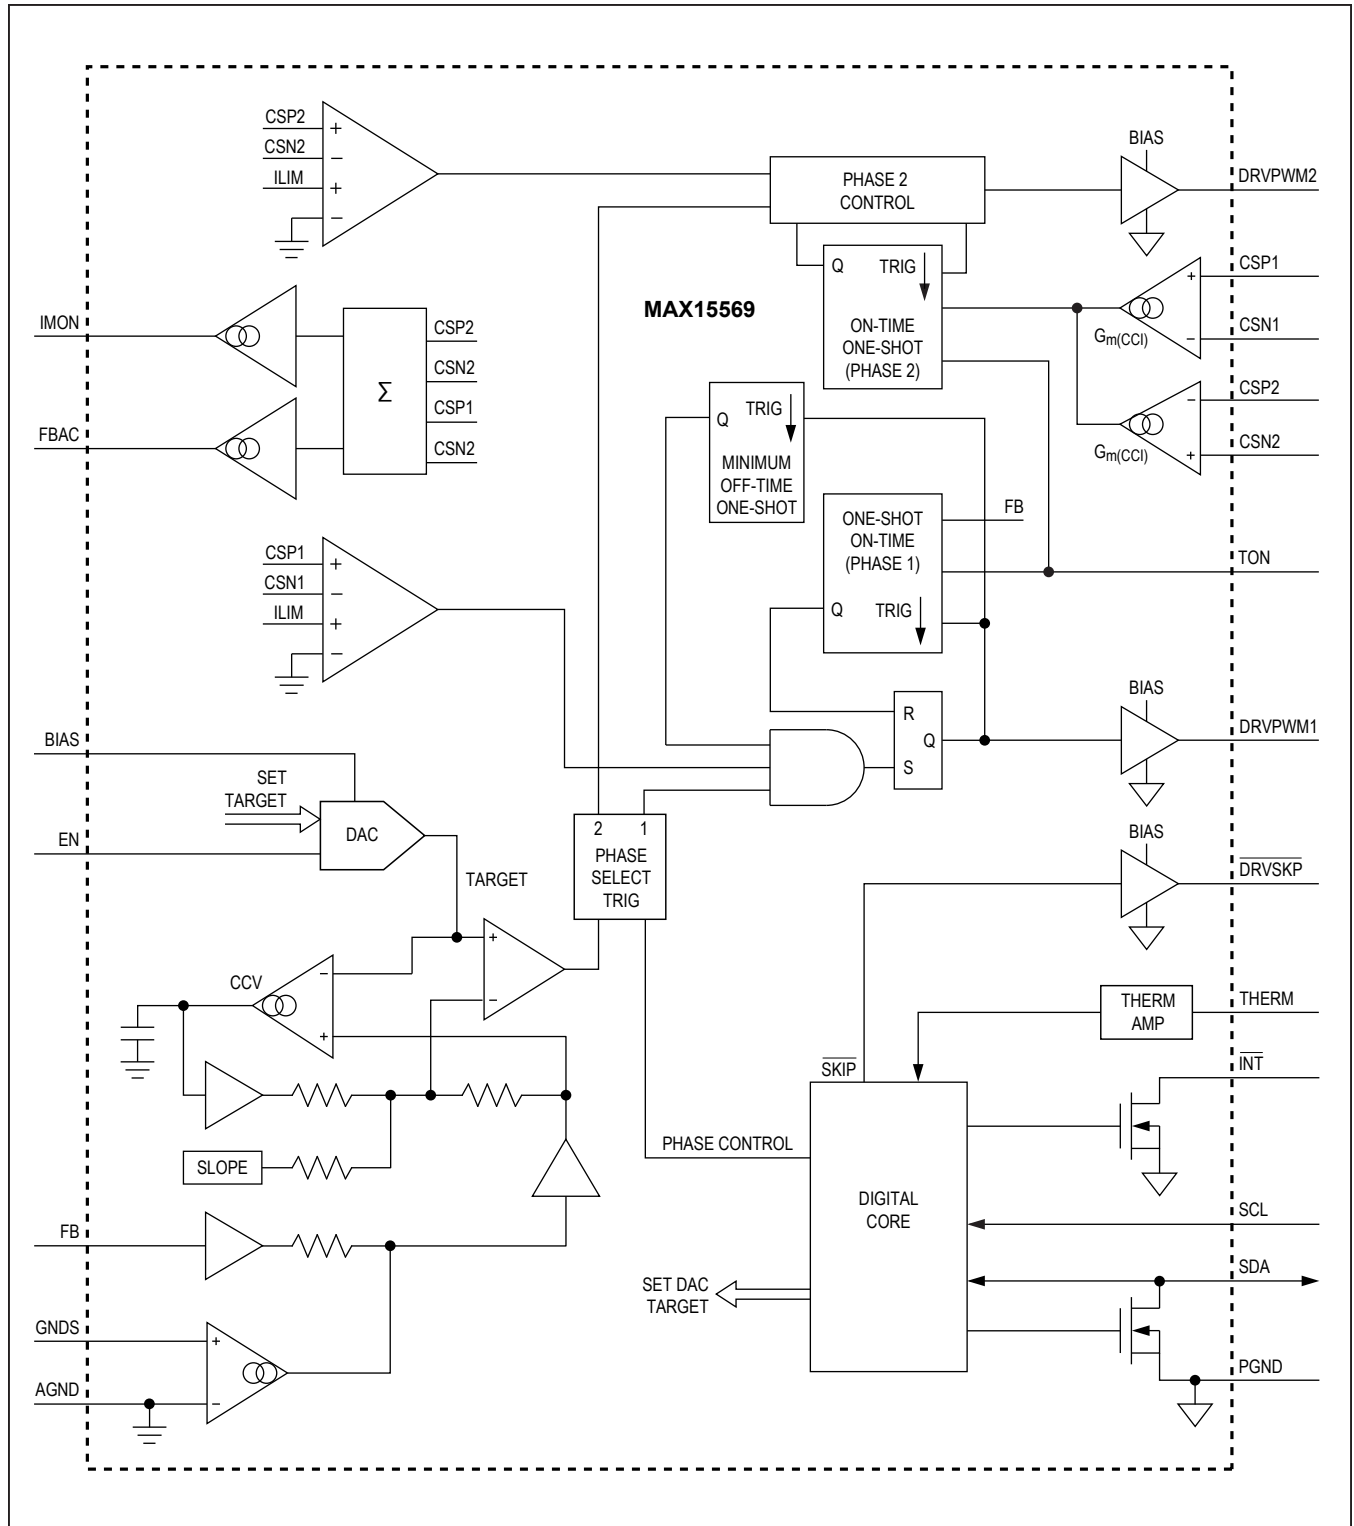 CSP2
+
CSN2
−
ILIM
+
−
PHASE 2
CONTROL
BIAS
DRVPWM2
Q
TRIG
ON-TIME
ONE-SHOT
(PHASE 2)
CSP1
+
CSN1
−
Gm(CCI)
CSP2
−
CSN2
+
Gm(CCI)
MAX15569
IMON
FBAC
Σ
CSP2
CSN2
CSP1
CSN2
Q
TRIG
MINIMUM
OFF-TIME
ONE-SHOT
ONE-SHOT
ON-TIME
(PHASE 1)
Q
TRIG
FB
TON
CSP1
+
CSN1
−
ILIM
+
−
R
Q
S
BIAS
DRVPWM1
BIAS
SET
TARGET
DAC
EN
TARGET
2
1
PHASE
SELECT
TRIG
BIAS
DRVSKP
+
−
CCV
−
+
THERM
AMP
THERM
SKIP
INT
SLOPE
PHASE CONTROL
DIGITAL
CORE
SCL
SDA
FB
SET DAC
TARGET
GNDS
+
AGND
−
PGND